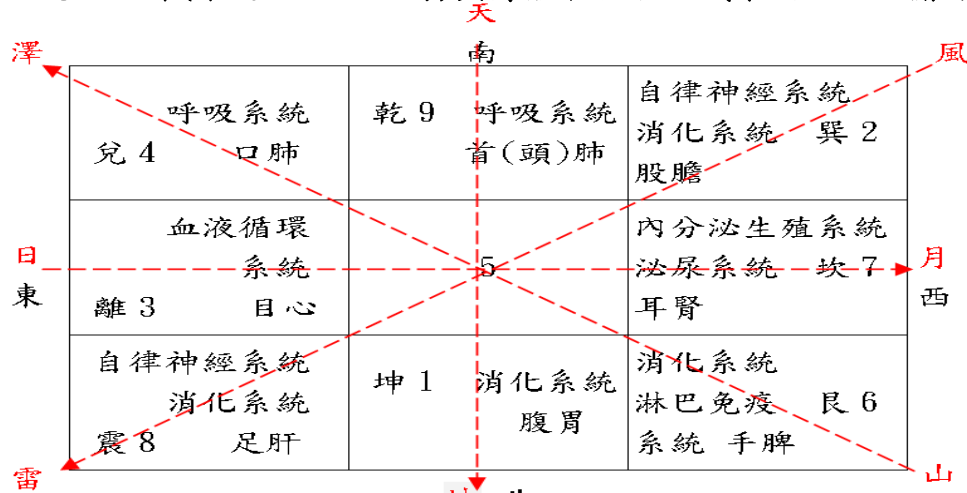 天
澤 南 風
呼吸系統
兌 4 口肺
乾 9 呼吸系統
首(頭)肺
自律神經系統
消化系統 巽 2
股膽
日
東
血液循環
系統
離 3 目心
5
內分泌生殖系統
泌尿系統 坎 7
耳腎
月
西
自律神經系統
消化系統
震 8 足肝
坤 1 消化系統
腹胃
消化系統
淋巴免疫 艮 6
系統 手脾
雷 山